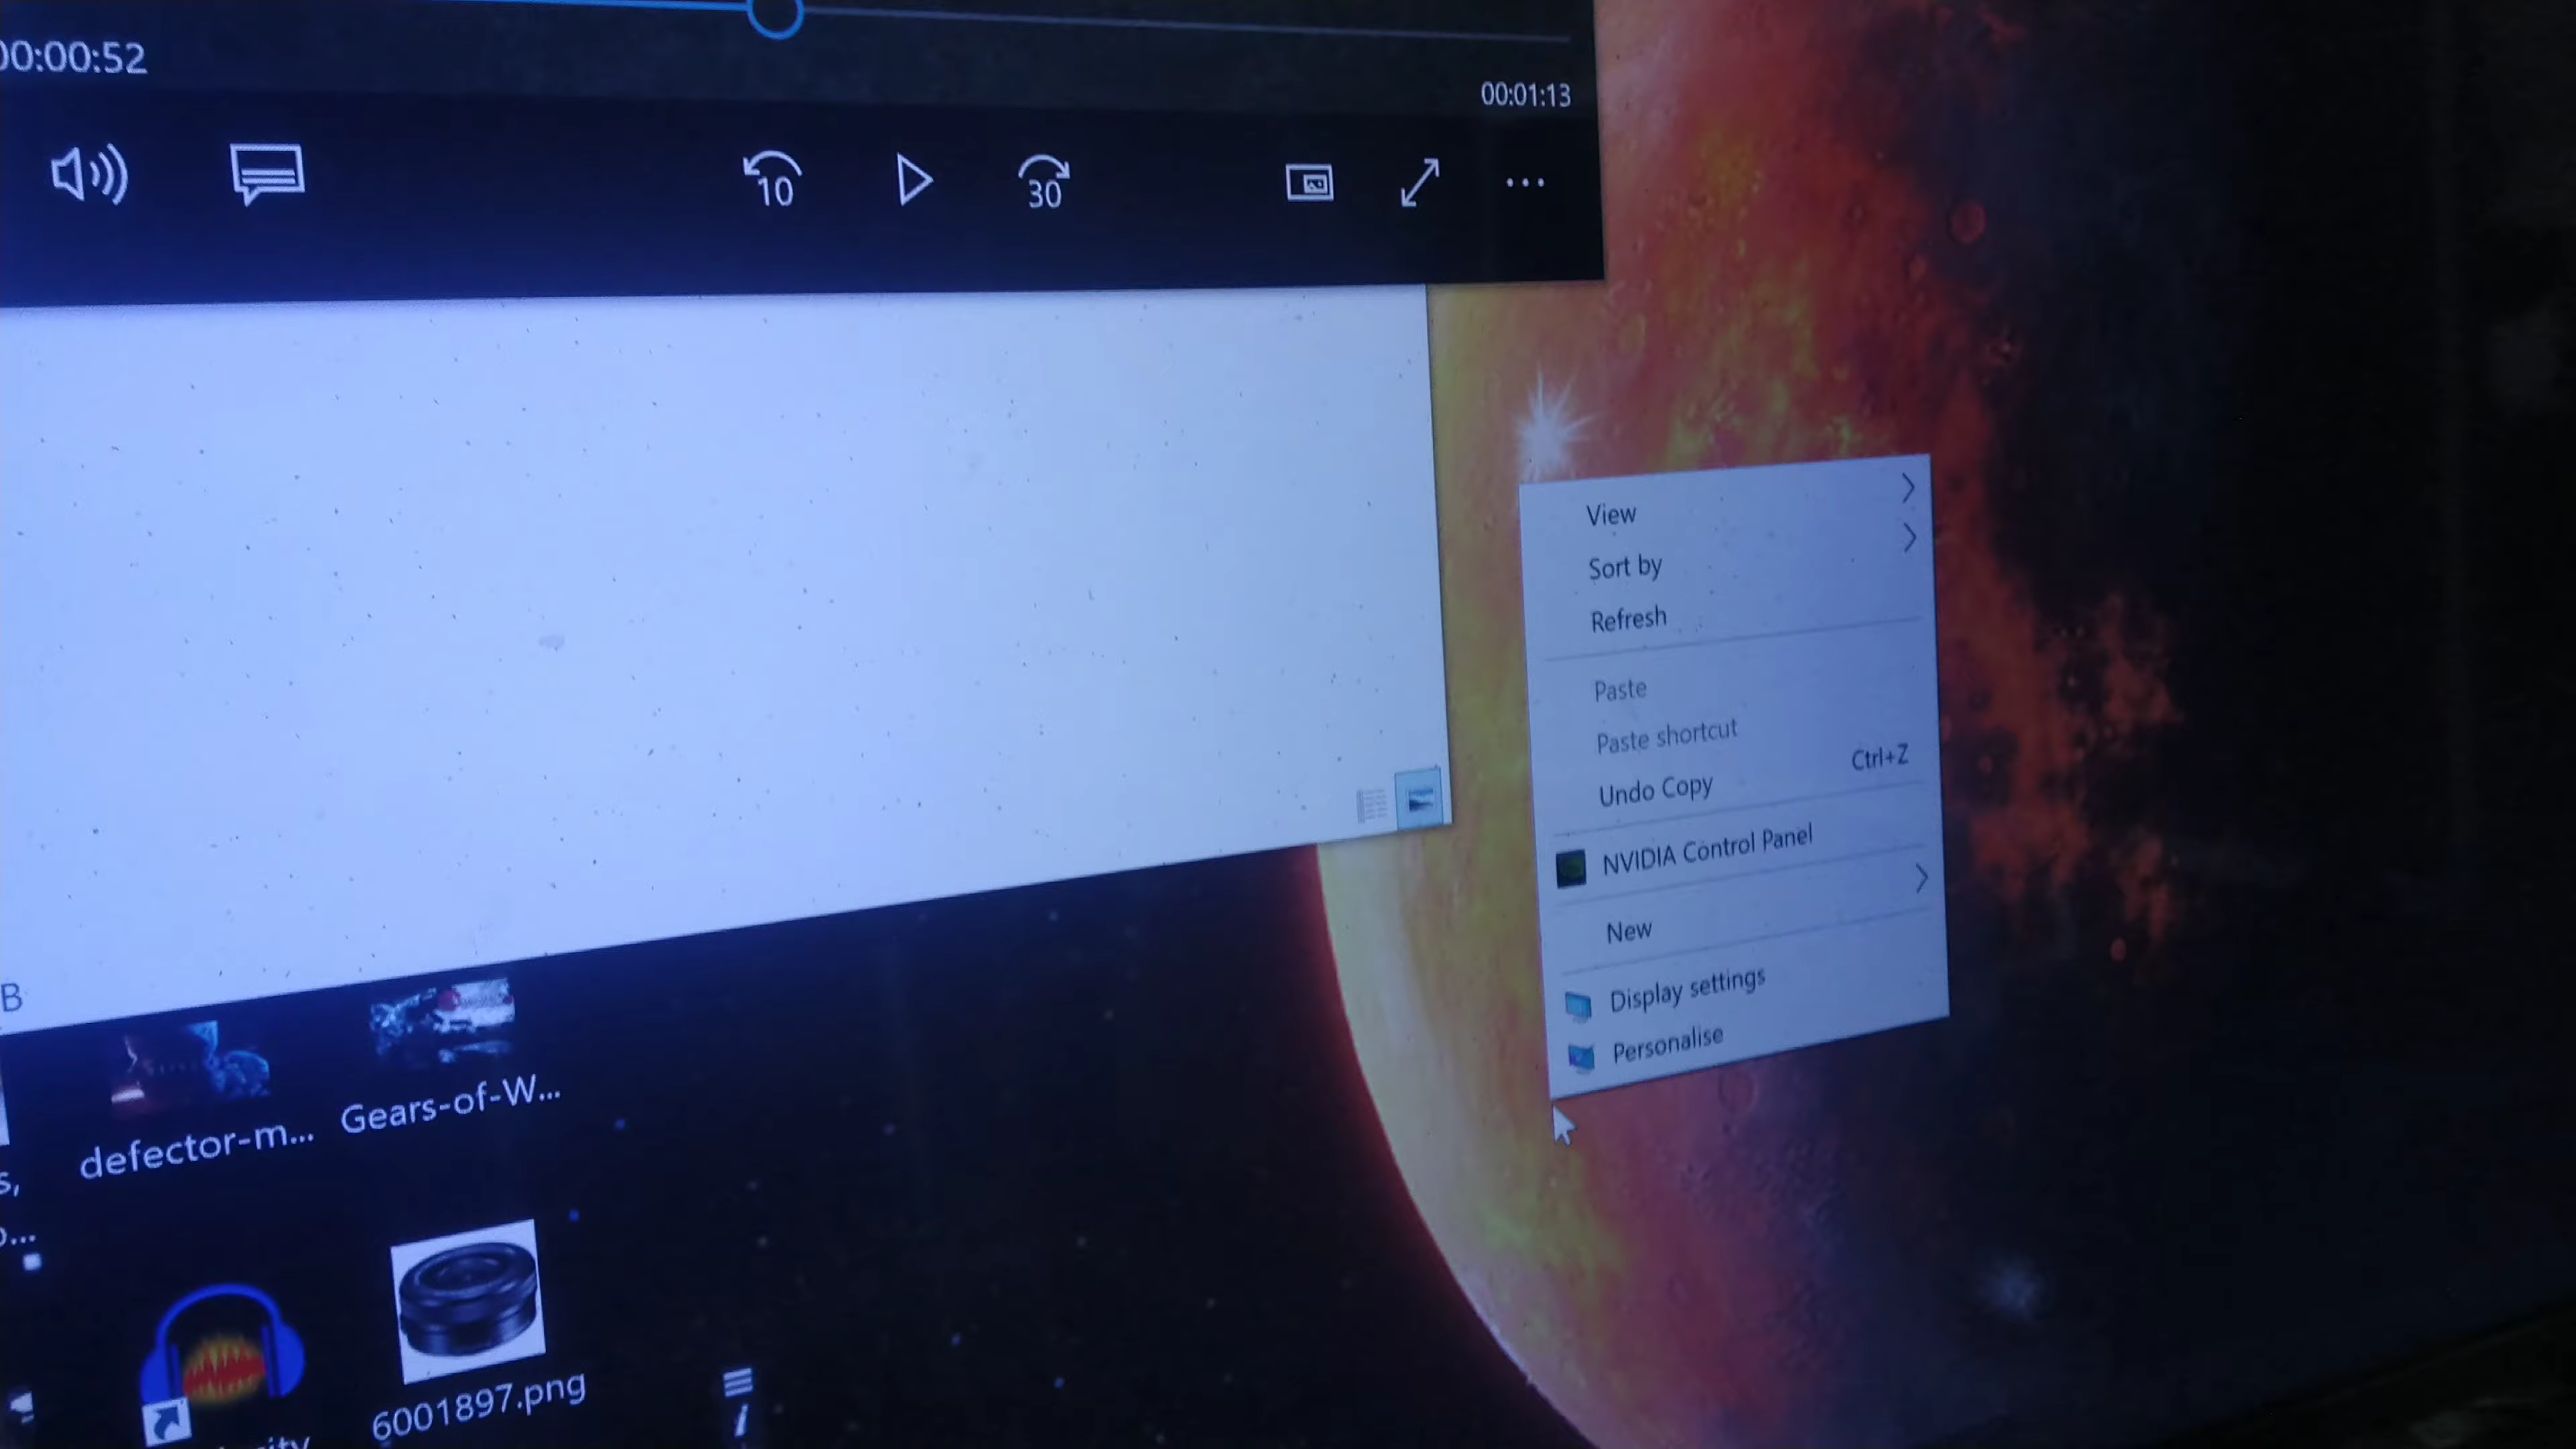 00:00:52
00:01:13
10
30
View
Sort by
Refresh
Paste
Paste shortcut
Undo Copy Ctrl+Z
NVIDIA Control Panel
New
Display settings
Personalise
B
defector-m...
Gears-of-W...
s,
...
6001897.png